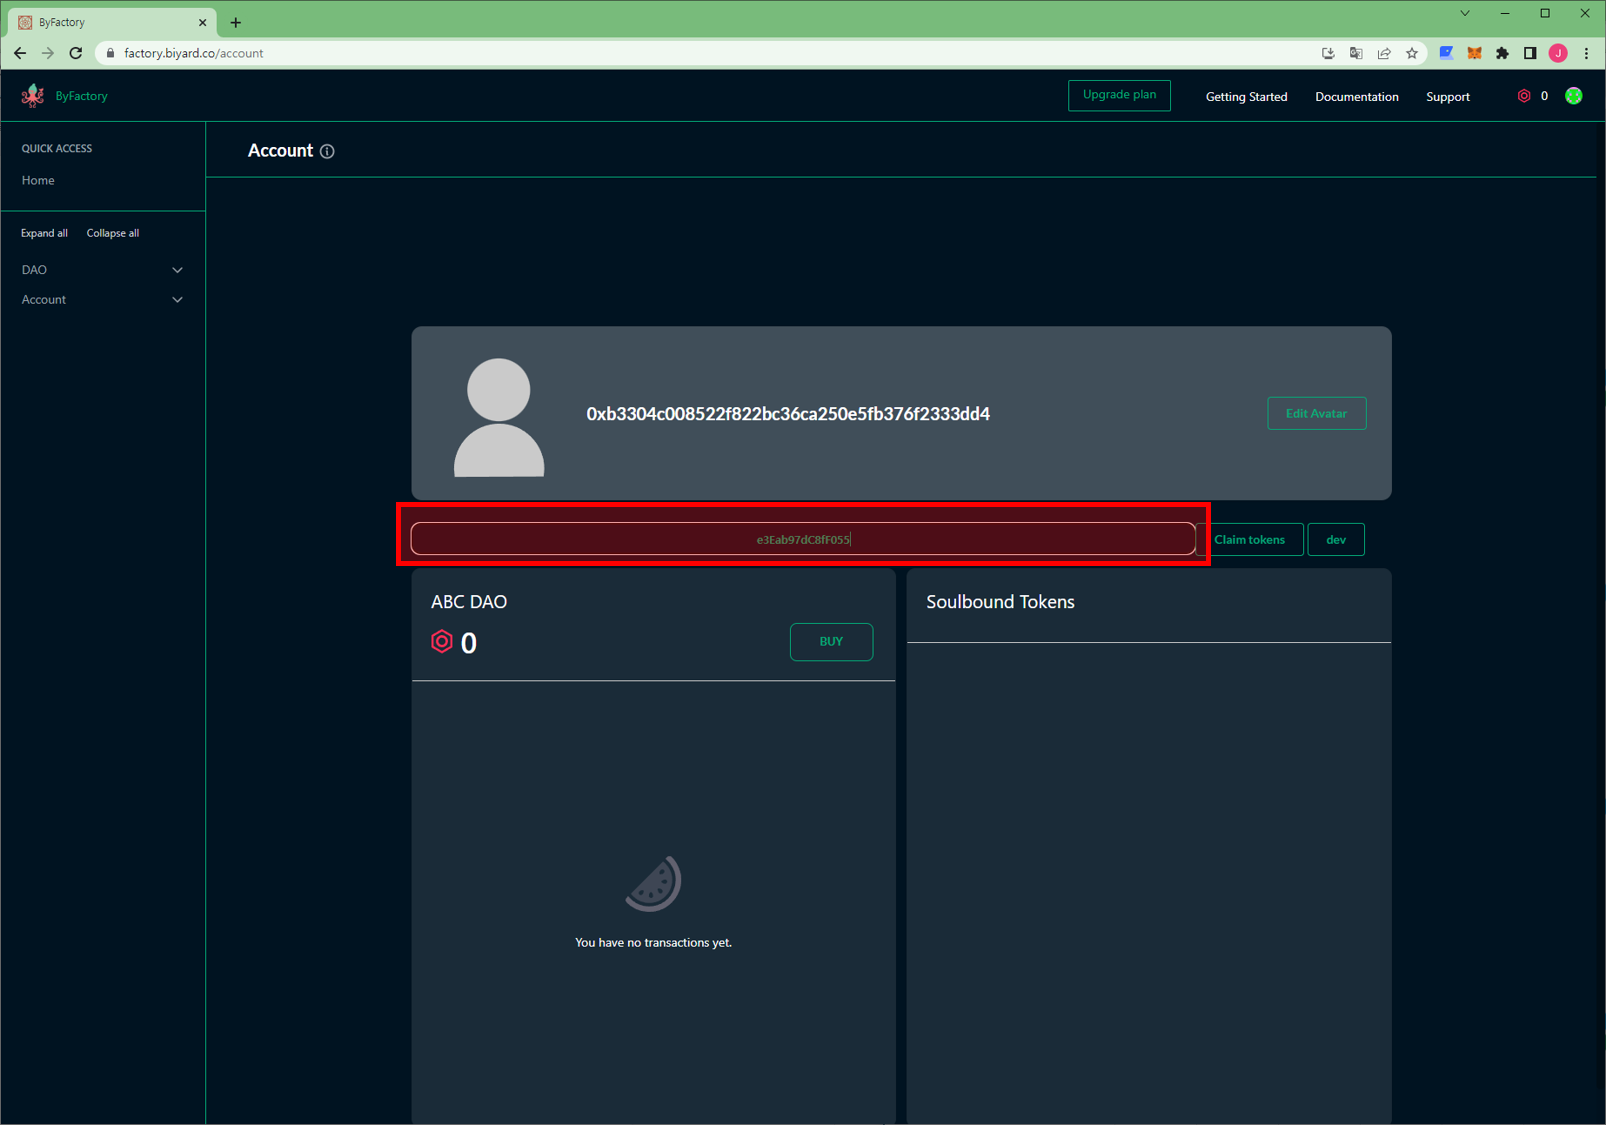 ByFactory
factory.biyard.co/account
J
ByFactory
Upgrade plan
Getting Started
Documentation
Support
0
QUICK ACCESS
Home
Expand all
Collapse all
DAO
Account
Account
0xb3304c008522f822bc36ca250e5fb376f2333dd4
Edit Avatar
e3Eab97dC8fF055
Claim tokens
dev
ABC DAO
0
BUY
You have no transactions yet.
Soulbound Tokens